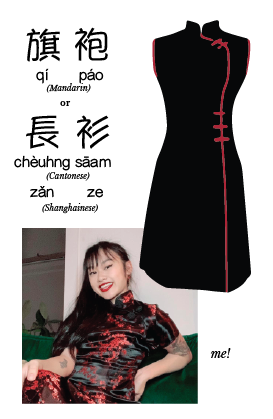 旗 袍
qí páo
(Mandarin)
or
長 衫
chèuhng sāam
(Cantonese)
zǎn ze
(Shanghainese)
me!